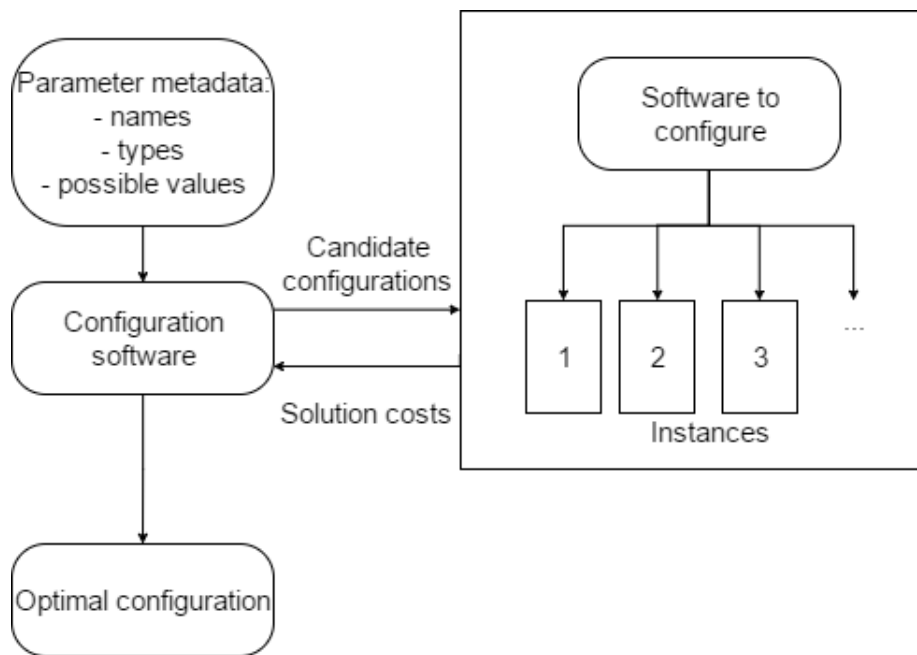 Parameter metadata:
- names
- types
- possible values
Software to
configure
Candidate
configurations
Configuration
software
1
2
3
...
Solution costs
Instances
Optimal configuration